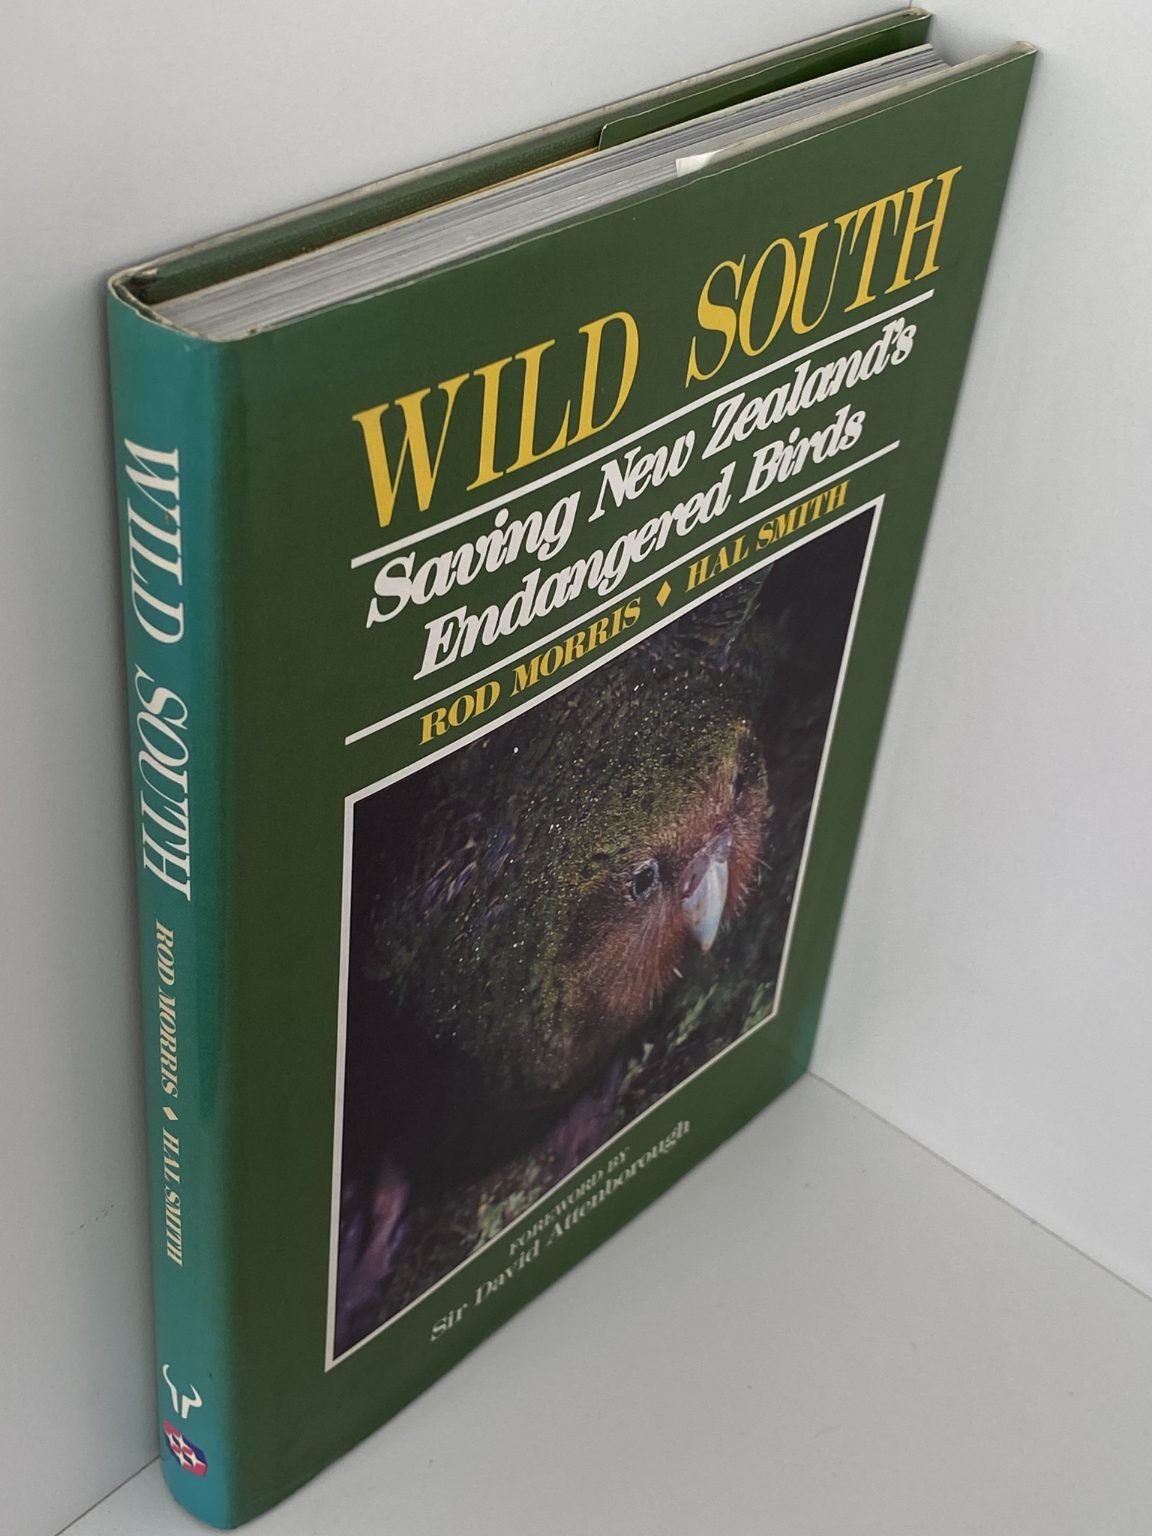 WILD SOUTH
Saving New Zealand's
Endangered Birds
ROD MORRIS ♦ HAL SMITH
FOREWORD BY
Sir David Attenborough
WILD SOUTH ROD MORRIS ♦ HAL SMITH